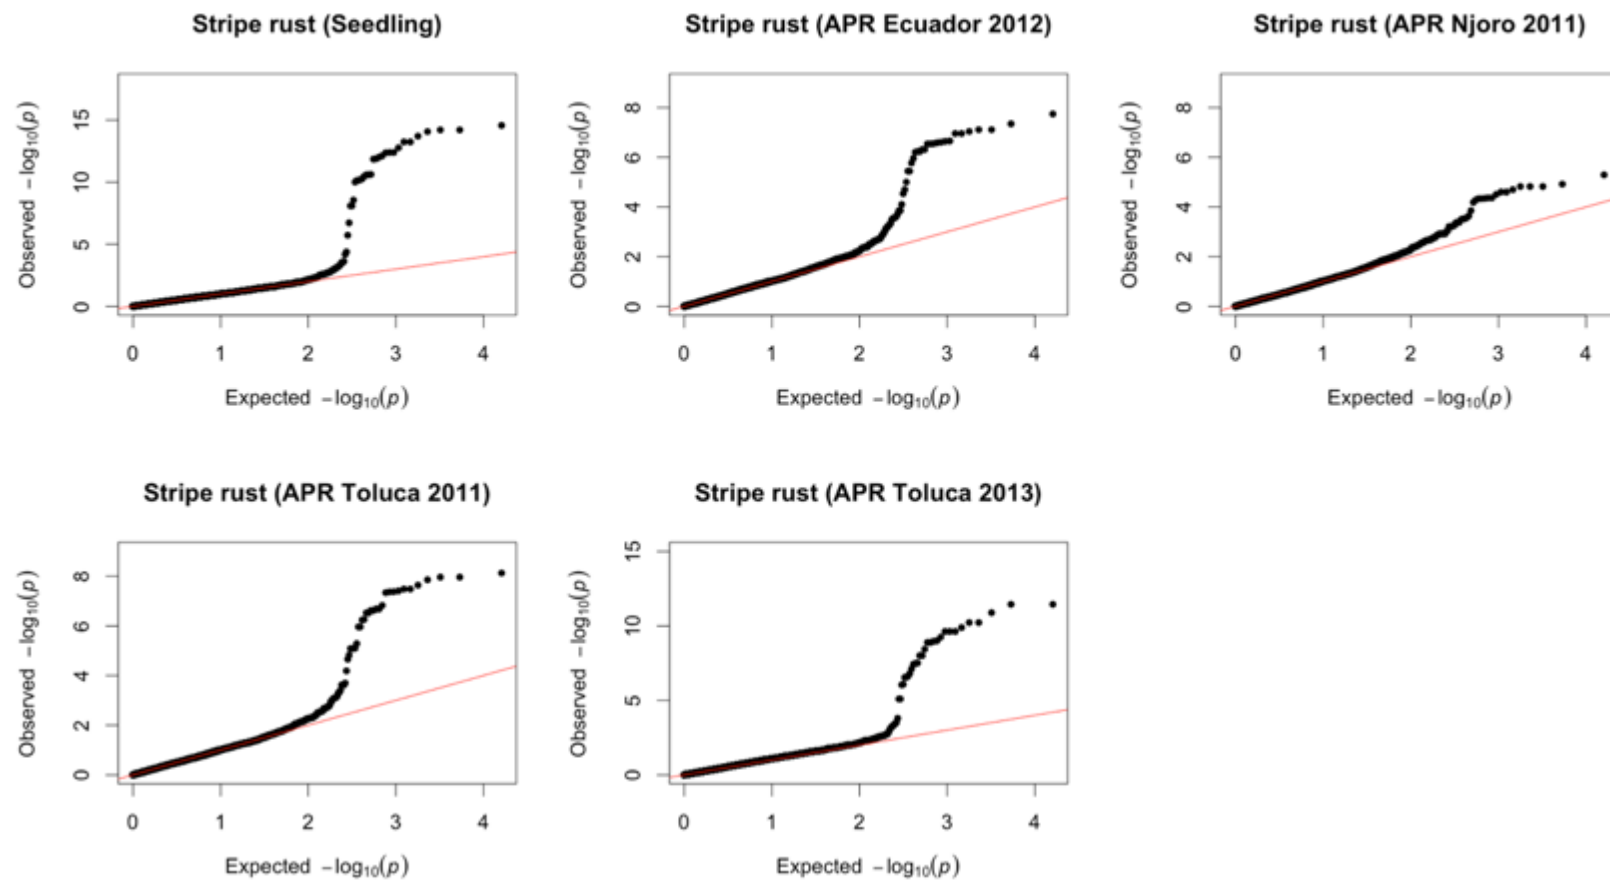 Stripe rust (Seedling)
Observed −log₁₀(p)
15
10
5
0
0 1 2 3 4
Expected −log₁₀(p)
Stripe rust (APR Ecuador 2012)
Observed −log₁₀(p)
8
6
4
2
0
0 1 2 3 4
Expected −log₁₀(p)
Stripe rust (APR Njoro 2011)
Observed −log₁₀(p)
8
6
4
2
0
0 1 2 3 4
Expected −log₁₀(p)
Stripe rust (APR Toluca 2011)
Observed −log₁₀(p)
8
6
4
2
0
0 1 2 3 4
Expected −log₁₀(p)
Stripe rust (APR Toluca 2013)
Observed −log₁₀(p)
15
10
5
0
0 1 2 3 4
Expected −log₁₀(p)